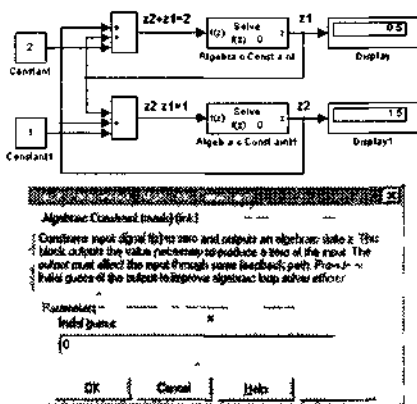 z2+z1=2
z1
2
Constant
Solve
f(z) f(z) 0 z
Algebraic Constraint
0.5
Display
z2 z1=1
z2
1
Constant1
Solve
f(z) f(z) 0 z
Algebraic Constraint1
1.5
Display1
Algebraic Constraint (mask) (link)
Constrains input signal f(z) to zero and outputs an algebraic state z. This
block outputs the value necessary to produce a zero at the input. The
output must affect the input through some feedback path. Provide
initial guess of the output to improve algebraic loop solver
Parameters
Initial guess
0
OK Cancel Help